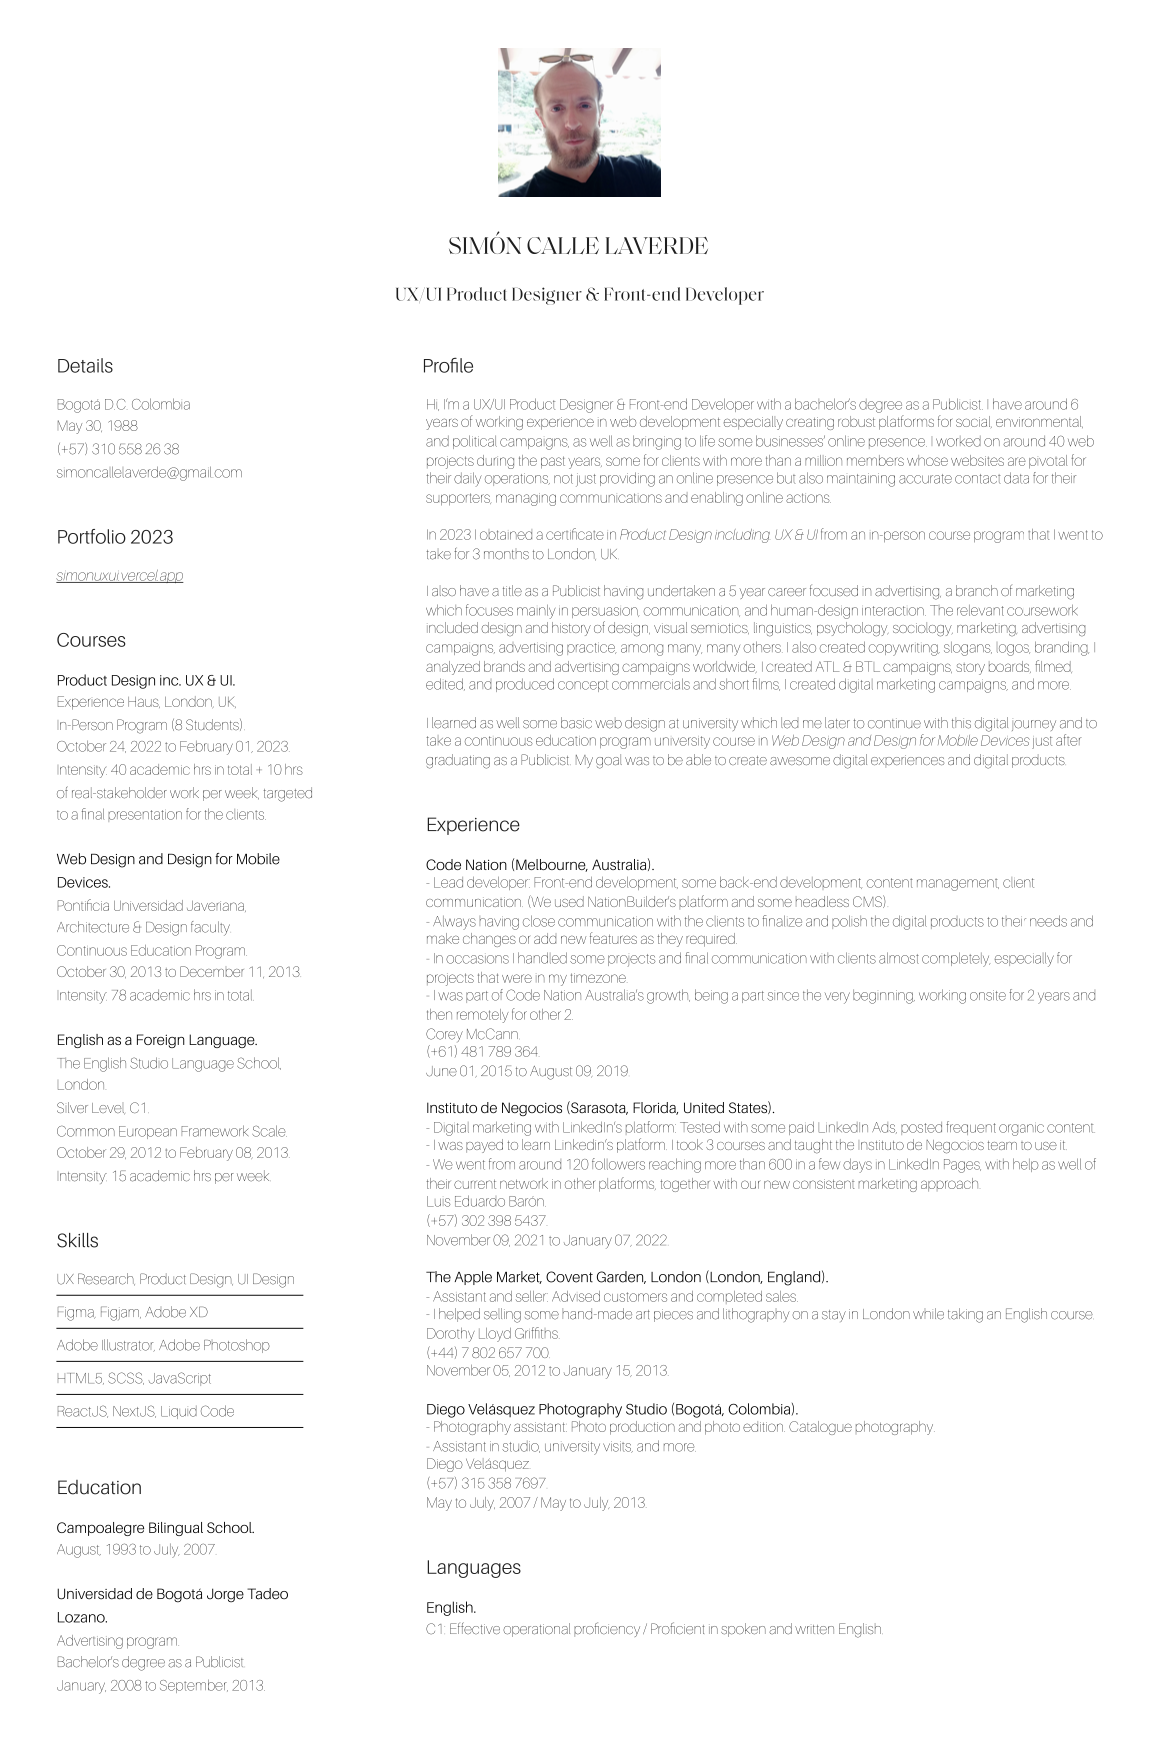 SIMÓN CALLE LAVERDE
UX/UI Product Designer & Front-end Developer
Details
Bogotá D.C. Colombia
May 30, 1988
(+57) 310 558 26 38
simoncallelaverde@gmail.com
Portfolio 2023
simonuxui.vercel.app
Courses
Product Design inc. UX & UI.
Experience Haus, London, UK,
In-Person Program (8 Students).
October 24, 2022 to February 01, 2023.
Intensity: 40 academic hrs in total + 10 hrs
of real-stakeholder work per week, targeted
to a final presentation for the clients.
Web Design and Design for Mobile
Devices.
Pontificia Universidad Javeriana,
Architecture & Design faculty.
Continuous Education Program.
October 30, 2013 to December 11, 2013.
Intensity: 78 academic hrs in total.
English as a Foreign Language.
The English Studio Language School,
London.
Silver Level, C1.
Common European Framework Scale.
October 29, 2012 to February 08, 2013.
Intensity: 15 academic hrs per week.
Skills
UX Research, Product Design, UI Design
Figma, Figjam, Adobe XD
Adobe Illustrator, Adobe Photoshop
HTML5, SCSS, JavaScript
ReactJS, NextJS, Liquid Code
Education
Campoalegre Bilingual School.
August, 1993 to July, 2007.
Universidad de Bogotá Jorge Tadeo
Lozano.
Advertising program.
Bachelor's degree as a Publicist.
January, 2008 to September, 2013.
Profile
Hi, I'm a UX/UI Product Designer & Front-end Developer with a bachelor's degree as a Publicist. I have around 6
years of working experience in web development especially creating robust platforms for social, environmental,
and political campaigns, as well as bringing to life some businesses' online presence. I worked on around 40 web
projects during the past years, some for clients with more than a million members whose websites are pivotal for
their daily operations, not just providing an online presence but also maintaining accurate contact data for their
supporters, managing communications and enabling online actions.
In 2023 I obtained a certificate in Product Design including. UX & UI from an in-person course program that I went to
take for 3 months to London, UK.
I also have a title as a Publicist having undertaken a 5 year career focused in advertising, a branch of marketing
which focuses mainly in persuasion, communication, and human-design interaction. The relevant coursework
included design and history of design, visual semiotics, linguistics, psychology, sociology, marketing, advertising
campaigns, advertising practice, among many, many others. I also created copywriting, slogans, logos, branding, I
analyzed brands and advertising campaigns worldwide, I created ATL & BTL campaigns, story boards, filmed,
edited, and produced concept commercials and short films, I created digital marketing campaigns, and more.
I learned as well some basic web design at university which led me later to continue with this digital journey and to
take a continuous education program university course in Web Design and Design for Mobile Devices just after
graduating as a Publicist. My goal was to be able to create awesome digital experiences and digital products.
Experience
Code Nation (Melbourne, Australia).
- Lead developer: Front-end development, some back-end development, content management, client
communication. (We used NationBuilder's platform and some headless CMS).
- Always having close communication with the clients to finalize and polish the digital products to their needs and
make changes or add new features as they required.
- In occasions I handled some projects and final communication with clients almost completely, especially for
projects that were in my timezone.
- I was part of Code Nation Australia's growth, being a part since the very beginning, working onsite for 2 years and
then remotely for other 2.
Corey McCann.
(+61) 481 789 364.
June 01, 2015 to August 09, 2019.
Instituto de Negocios (Sarasota, Florida, United States).
- Digital marketing with LinkedIn's platform: Tested with some paid LinkedIn Ads, posted frequent organic content.
- I was payed to learn Linkedin's platform. I took 3 courses and taught the Instituto de Negocios team to use it.
- We went from around 120 followers reaching more than 600 in a few days in LinkedIn Pages, with help as well of
their current network in other platforms, together with our new consistent marketing approach.
Luis Eduardo Barón.
(+57) 302 398 5437.
November 09, 2021 to January 07, 2022.
The Apple Market, Covent Garden, London (London, England).
- Assistant and seller: Advised customers and completed sales.
- I helped selling some hand-made art pieces and lithography on a stay in London while taking an English course.
Dorothy Lloyd Griffiths.
(+44) 7 802 657 700.
November 05, 2012 to January 15, 2013.
Diego Velásquez Photography Studio (Bogotá, Colombia).
- Photography assistant: Photo production and photo edition. Catalogue photography.
- Assistant in studio, university visits, and more.
Diego Velásquez.
(+57) 315 358 7697.
May to July, 2007 / May to July, 2013.
Languages
English.
C1: Effective operational proficiency / Proficient in spoken and written English.